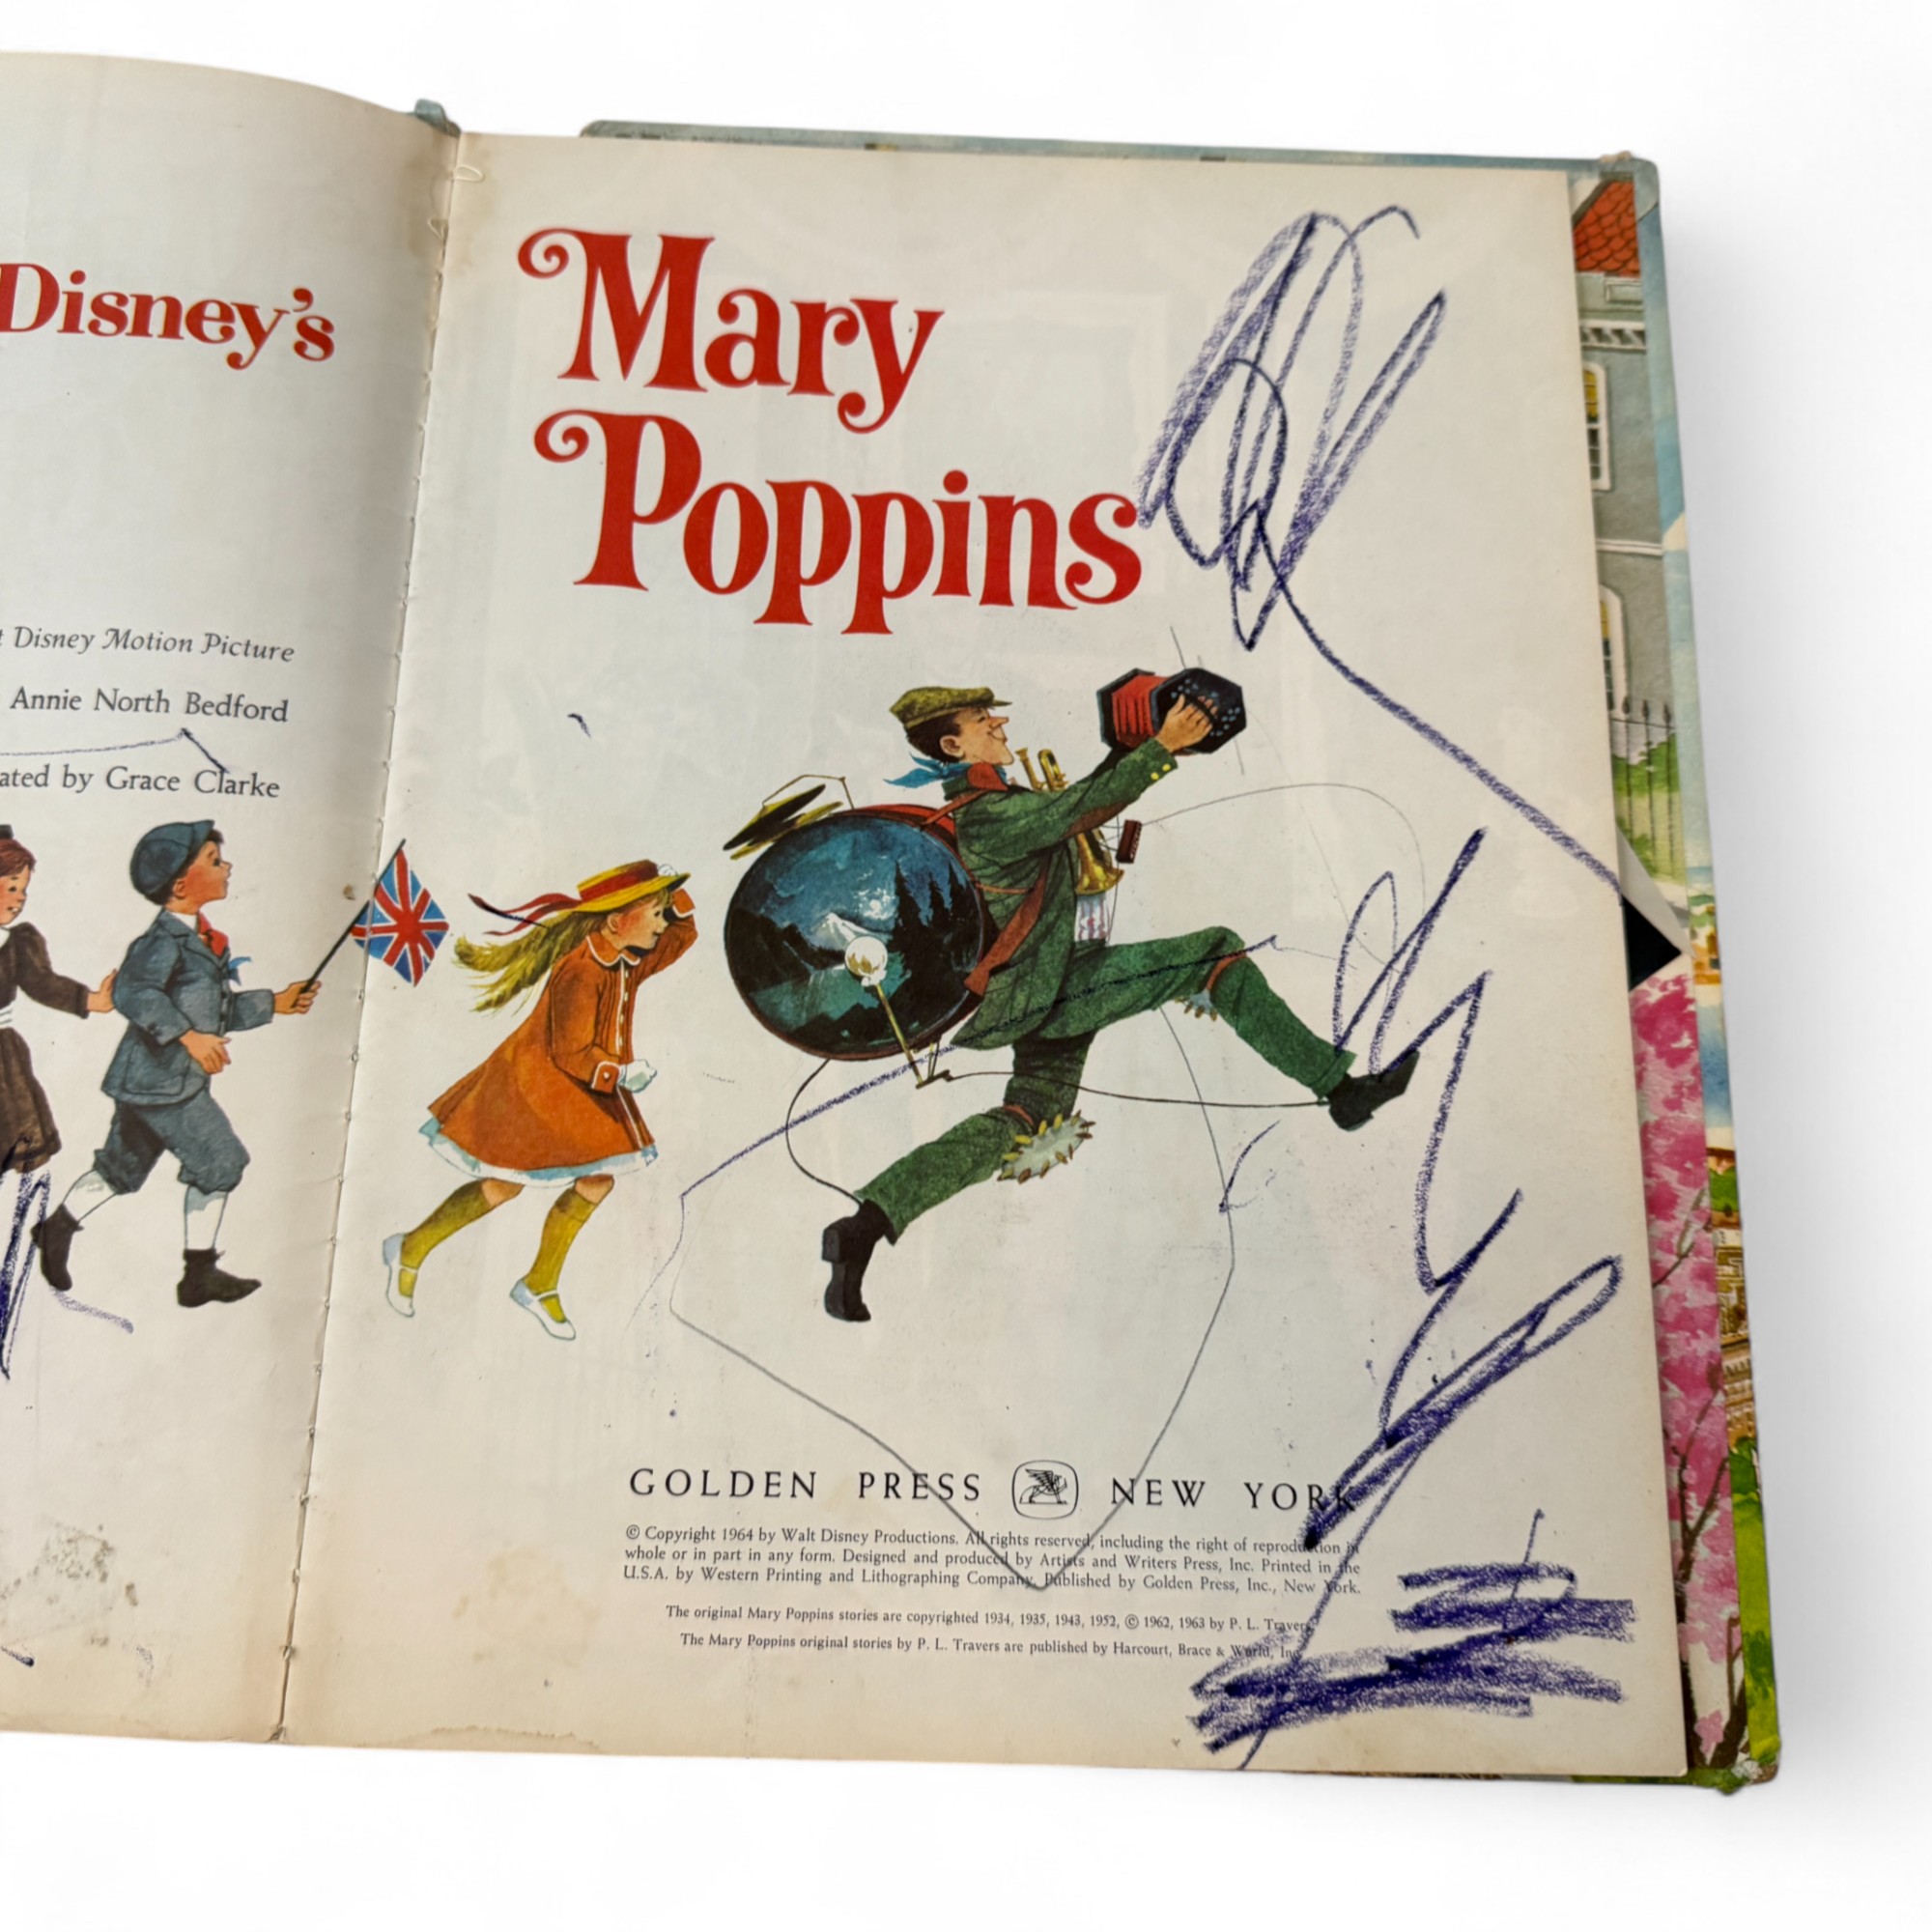 Disney's
Mary
Poppins
Disney Motion Picture
Annie North Bedford
ated by Grace Clarke
GOLDEN PRESS NEW YORK
© Copyright 1964 by Walt Disney Productions. All rights reserved, including the right of reproduction in
whole or in part in any form. Designed and produced by Artists and Writers Press, Inc. Printed in the
U.S.A. by Western Printing and Lithographing Company. Published by Golden Press, Inc., New York.
The original Mary Poppins stories are copyrighted 1934, 1935, 1943, 1952, © 1962, 1963 by P. L. Travers
The Mary Poppins original stories by P. L. Travers are published by Harcourt, Brace & World, Inc